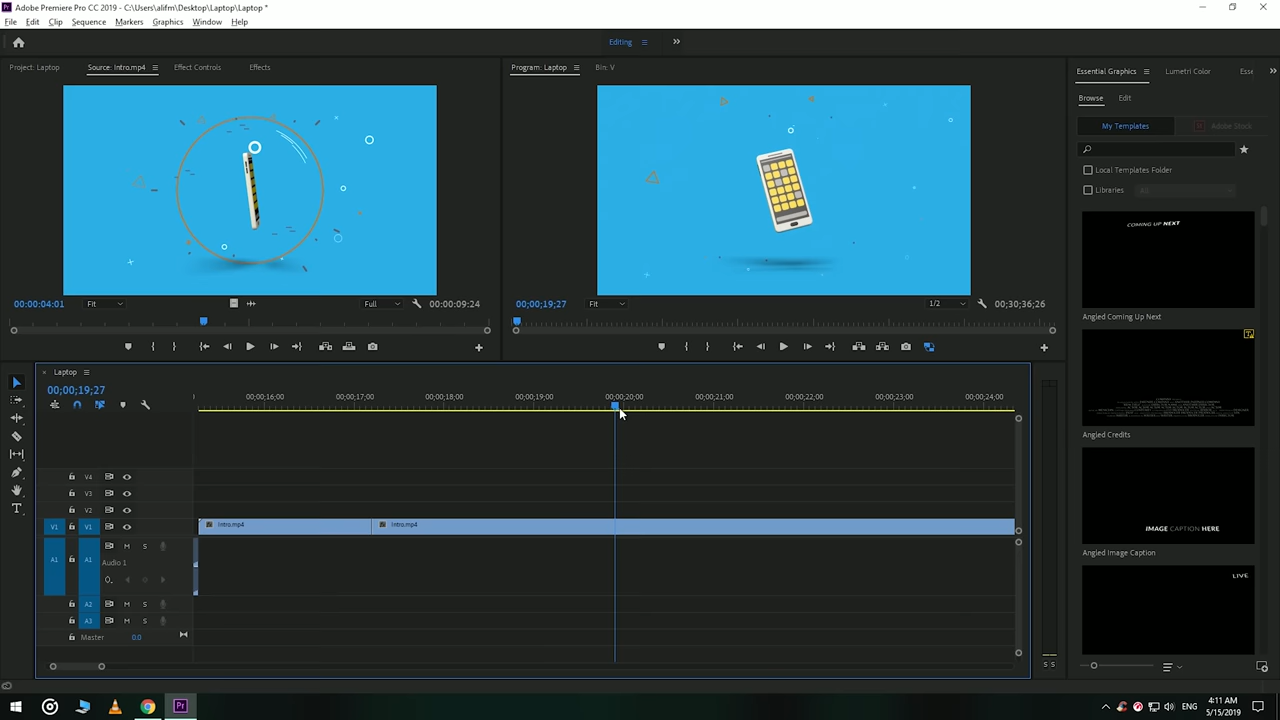 Adobe Premiere Pro CC 2019 - C:\Users\alifm\Desktop\Laptop\Laptop *
File Edit Clip Sequence Markers Graphics Window Help
Editing
Project: Laptop Source: Intro.mp4 Effect Controls Effects
Program: Laptop Bin: V
Essential Graphics Lumetri Color Esse
Browse Edit
My Templates Adobe Stock
Local Templates Folder
Libraries All
COMING UP NEXT
Angled Coming Up Next
Angled Credits
IMAGE CAPTION HERE
Angled Image Caption
LIVE
00:00:04:01 Fit Full 00:00:09:24
00;00;19;27 Fit 1/2 00;30;36;26
Laptop
00;00;19;27
00;00;16;00 00;00;17;00 00;00;18;00 00;00;19;00 00;00;20;00 00;00;21;00 00;00;22;00 00;00;23;00 00;00;24;00
V4
V3
V2
V1 V1 Intro.mp4 Intro.mp4
A1 A1 M S
Audio 1
A2 M S
A3 M S
Master 0.0
S S
Pr ENG 4:11 AM
5/15/2019